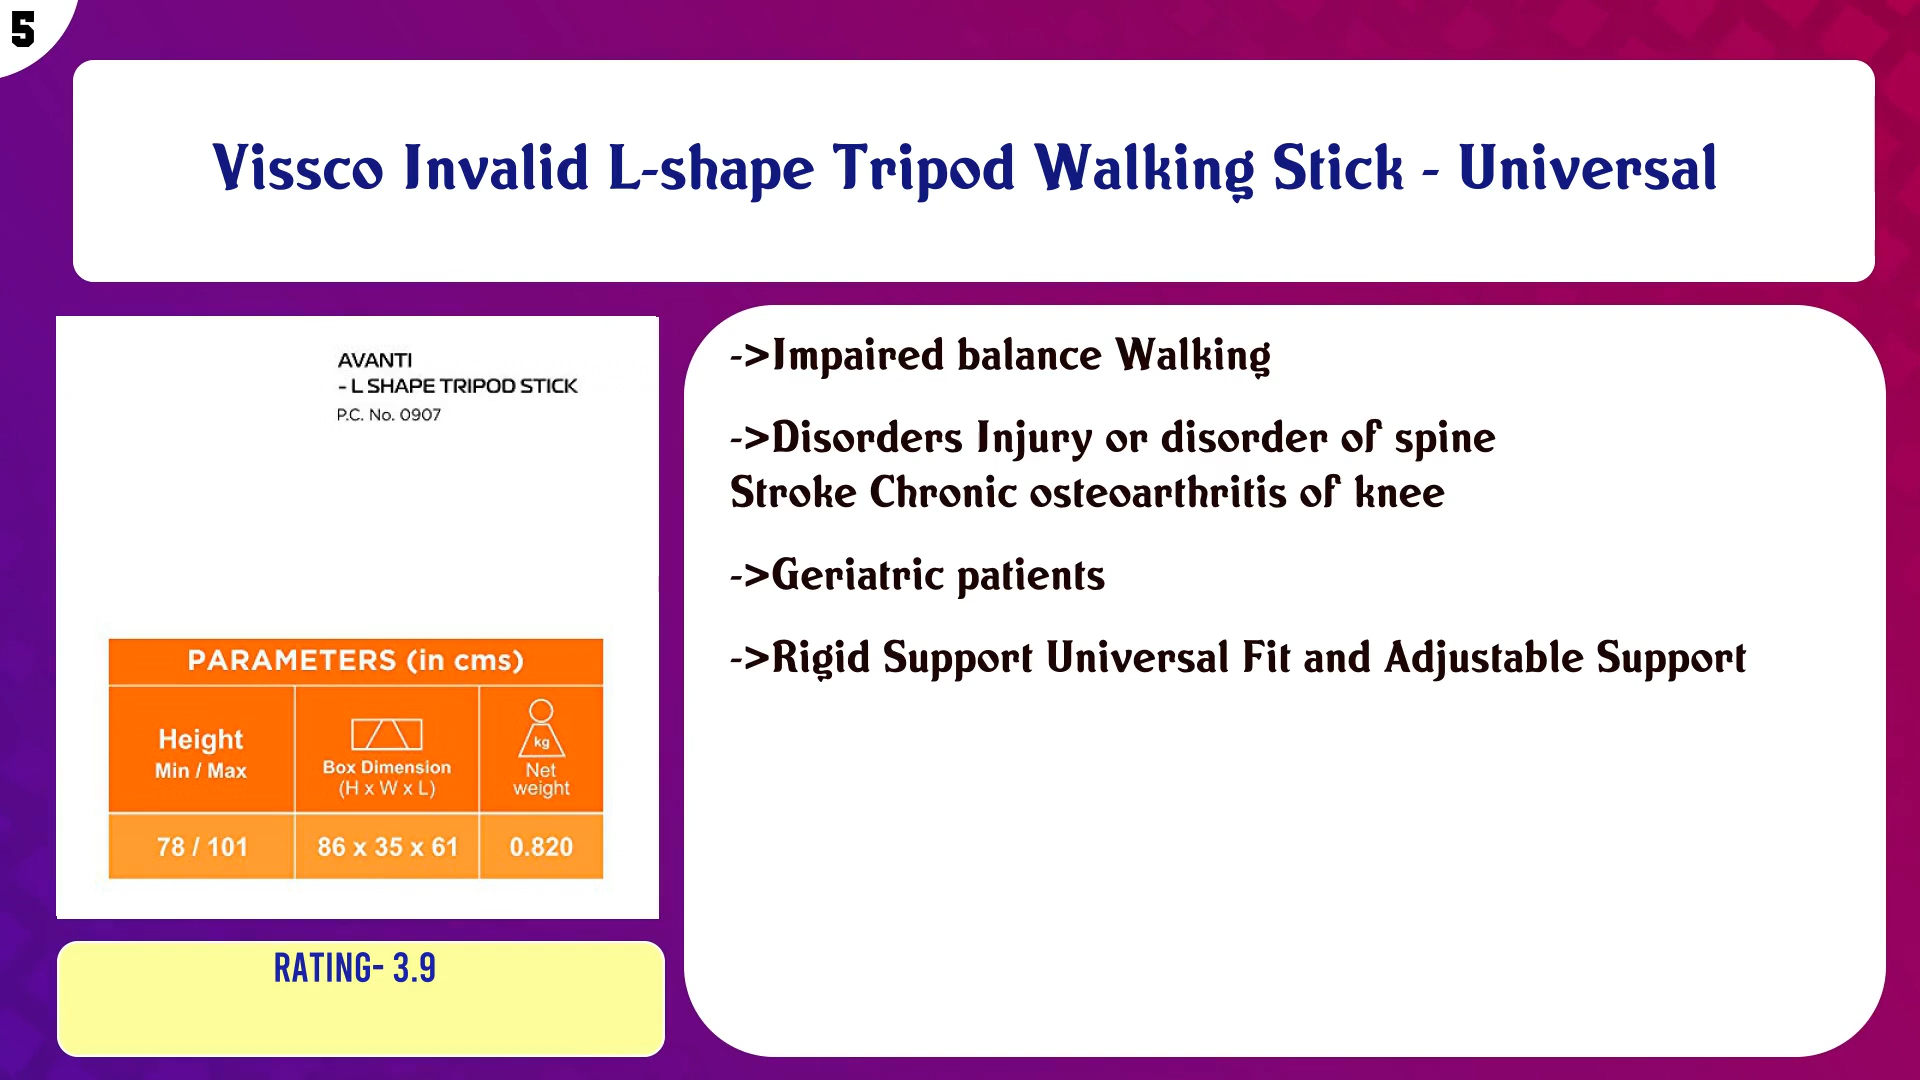 5
Vissco Invalid L-shape Tripod Walking Stick - Universal
AVANTI
- L SHAPE TRIPOD STICK
P.C. No. 0907
PARAMETERS (in cms)
Height
Min / Max
Box Dimension
(H x W x L)
kg
Net
weight
78 / 101
86 x 35 x 61
0.820
RATING- 3.9
->Impaired balance Walking
->Disorders Injury or disorder of spine
Stroke Chronic osteoarthritis of knee
->Geriatric patients
->Rigid Support Universal Fit and Adjustable Support